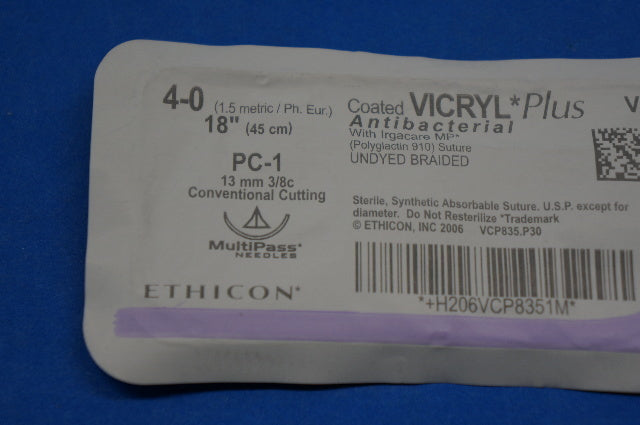 4-0 (1.5 metric / Ph. Eur.)
18" (45 cm)
PC-1
13 mm 3/8c
Conventional Cutting
MultiPass*
NEEDLES
ETHICON*
Coated VICRYL* Plus
Antibacterial
With Irgacare MP*
(Polyglactin 910) Suture
UNDYED BRAIDED
V
Sterile, Synthetic Absorbable Suture. U.S.P. except for
diameter. Do Not Resterilize *Trademark
© ETHICON, INC 2006 VCP835.P30
*+H206VCP8351M*